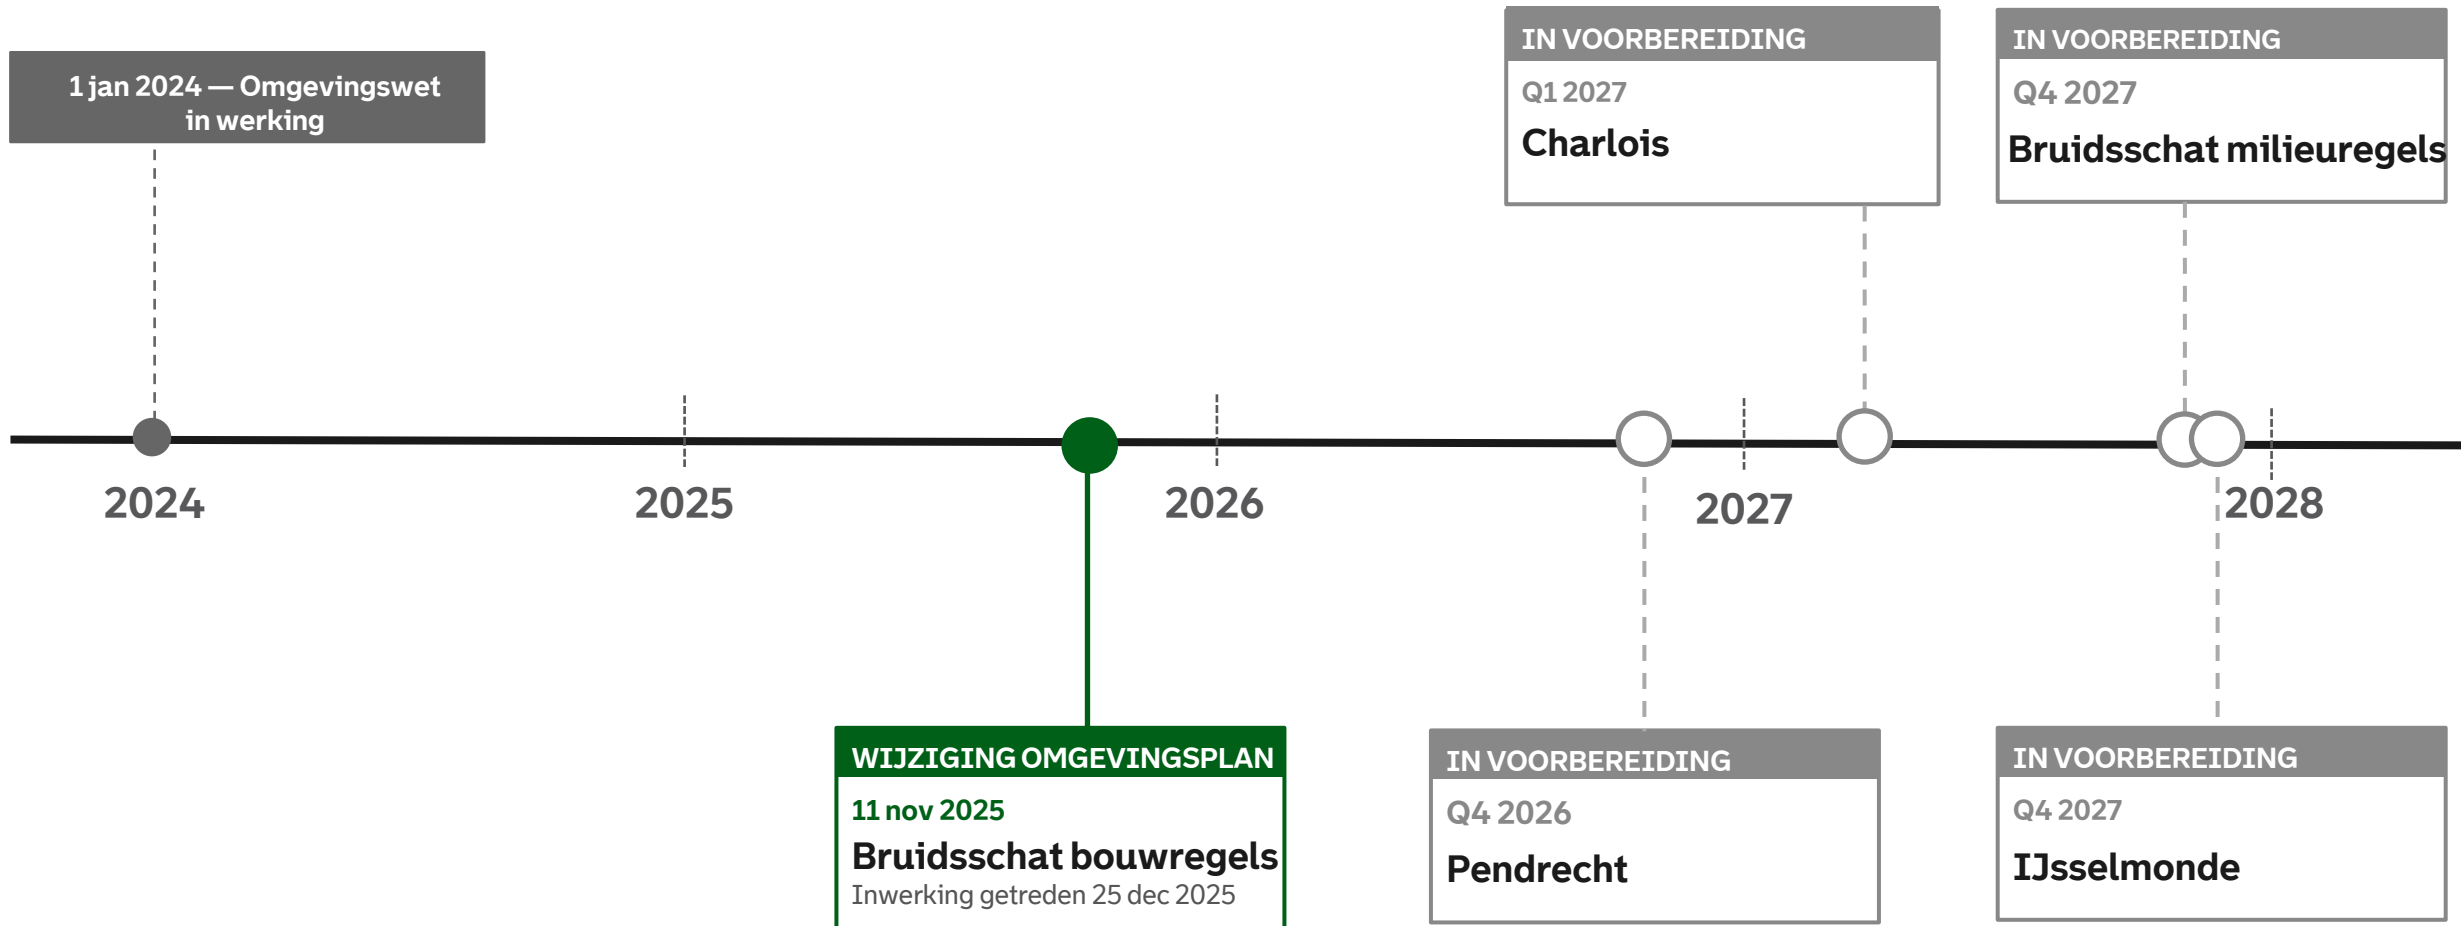 1 jan 2024 — Omgevingswet
in werking
IN VOORBEREIDING
Q1 2027
Charlois
IN VOORBEREIDING
Q4 2027
Bruidsschat milieuregels
2024
2025
2026
2027
2028
WIJZIGING OMGEVINGSPLAN
11 nov 2025
Bruidsschat bouwregels
Inwerking getreden 25 dec 2025
IN VOORBEREIDING
Q4 2026
Pendrecht
IN VOORBEREIDING
Q4 2027
IJsselmonde